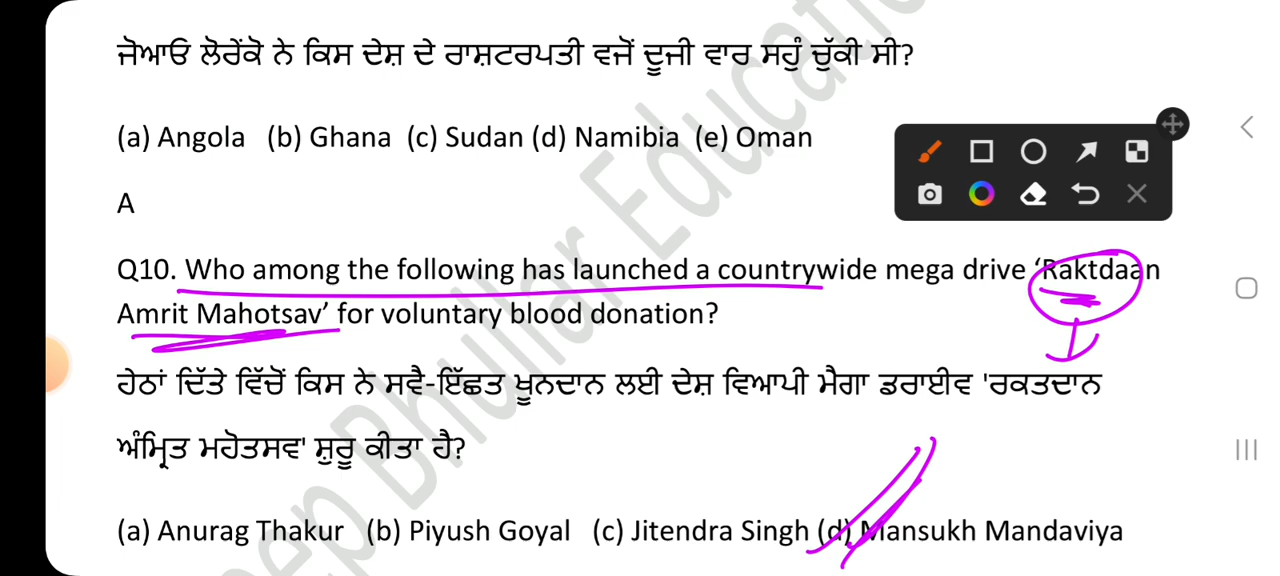 ਜੋਆਓ ਲੋਰੇਂਕੋ ਨੇ ਕਿਸ ਦੇਸ਼ ਦੇ ਰਾਸ਼ਟਰਪਤੀ ਵਜੋਂ ਦੂਜੀ ਵਾਰ ਸਹੁੰ ਚੁੱਕੀ ਸੀ?
(a) Angola (b) Ghana (c) Sudan (d) Namibia (e) Oman
A
Q10. Who among the following has launched a countrywide mega drive ‘Raktdaan
Amrit Mahotsav’ for voluntary blood donation?
ਹੇਠਾਂ ਦਿੱਤੇ ਵਿੱਚੋਂ ਕਿਸ ਨੇ ਸਵੈ-ਇੱਛਤ ਖੂਨਦਾਨ ਲਈ ਦੇਸ਼ ਵਿਆਪੀ ਮੈਗਾ ਡਰਾਈਵ 'ਰਕਤਦਾਨ
ਅੰਮ੍ਰਿਤ ਮਹੋਤਸਵ' ਸ਼ੁਰੂ ਕੀਤਾ ਹੈ?
(a) Anurag Thakur (b) Piyush Goyal (c) Jitendra Singh (d) Mansukh Mandaviya
Bhullar